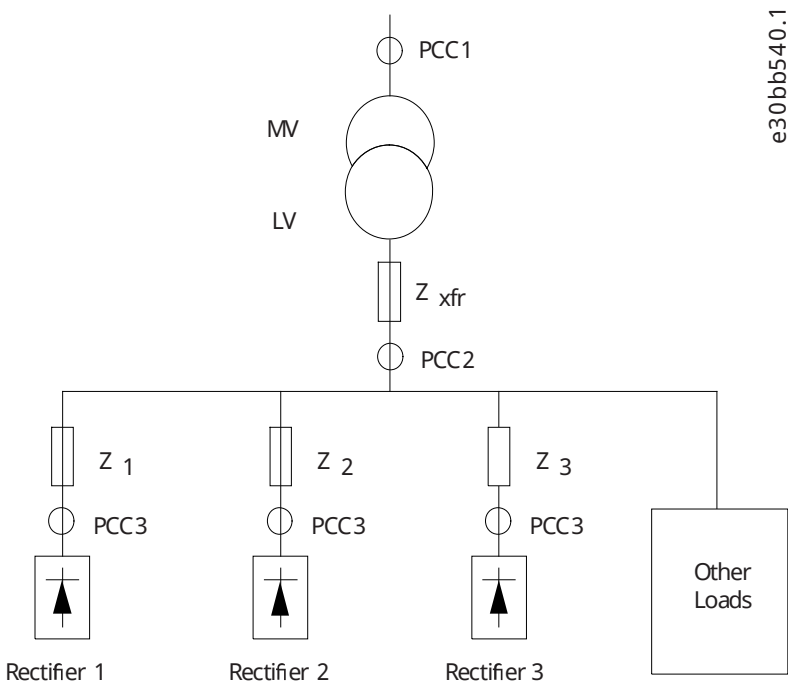 PCC1
e30bb540.1
MV
LV
Z xfr
PCC2
Z 1
Z 2
Z 3
PCC3
PCC3
PCC3
Other
Loads
Rectifier 1
Rectifier 2
Rectifier 3